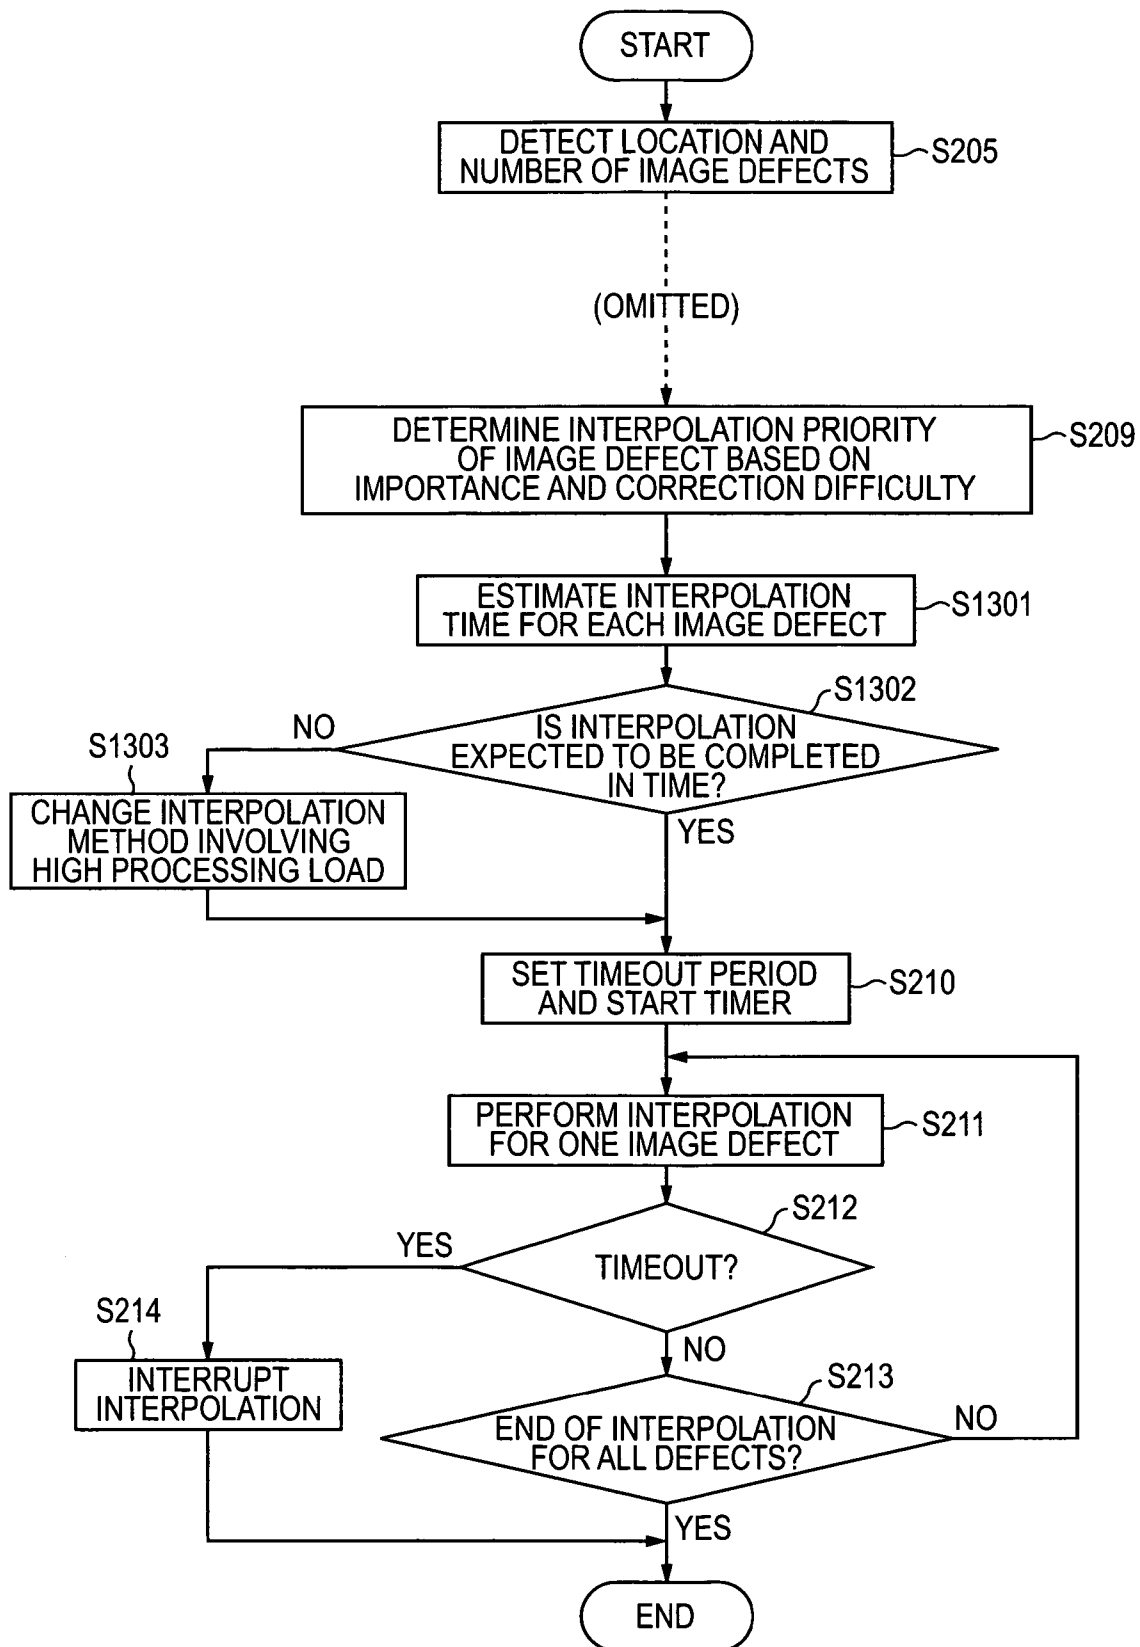 START
DETECT LOCATION AND
NUMBER OF IMAGE DEFECTS
S205
(OMITTED)
DETERMINE INTERPOLATION PRIORITY
OF IMAGE DEFECT BASED ON
IMPORTANCE AND CORRECTION DIFFICULTY
S209
ESTIMATE INTERPOLATION
TIME FOR EACH IMAGE DEFECT
S1301
S1302
IS INTERPOLATION
EXPECTED TO BE COMPLETED
IN TIME?
NO
S1303
CHANGE INTERPOLATION
METHOD INVOLVING
HIGH PROCESSING LOAD
YES
SET TIMEOUT PERIOD
AND START TIMER
S210
PERFORM INTERPOLATION
FOR ONE IMAGE DEFECT
S211
S212
TIMEOUT?
YES
S214
INTERRUPT
INTERPOLATION
NO
S213
END OF INTERPOLATION
FOR ALL DEFECTS?
NO
YES
END